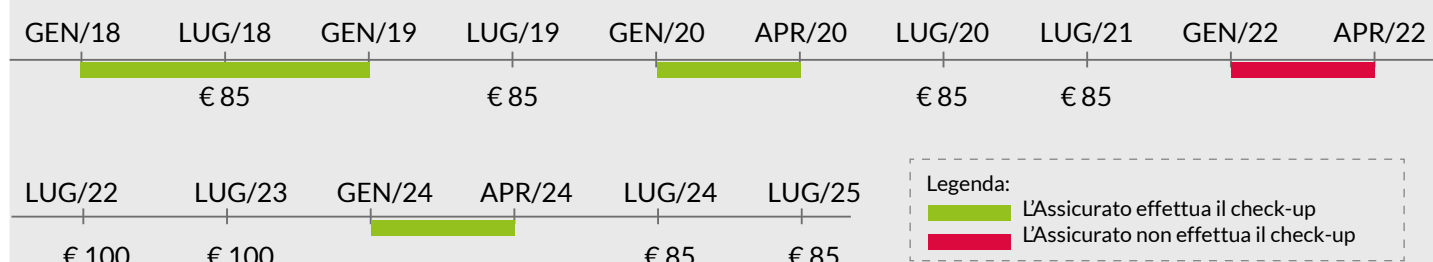 GEN/18 LUG/18 GEN/19 LUG/19 GEN/20 APR/20 LUG/20 LUG/21 GEN/22 APR/22
€ 85 € 85 € 85 € 85
LUG/22 LUG/23 GEN/24 APR/24 LUG/24 LUG/25
€ 100 € 100 € 85 € 85
Legenda:
L'Assicurato effettua il check-up
L'Assicurato non effettua il check-up